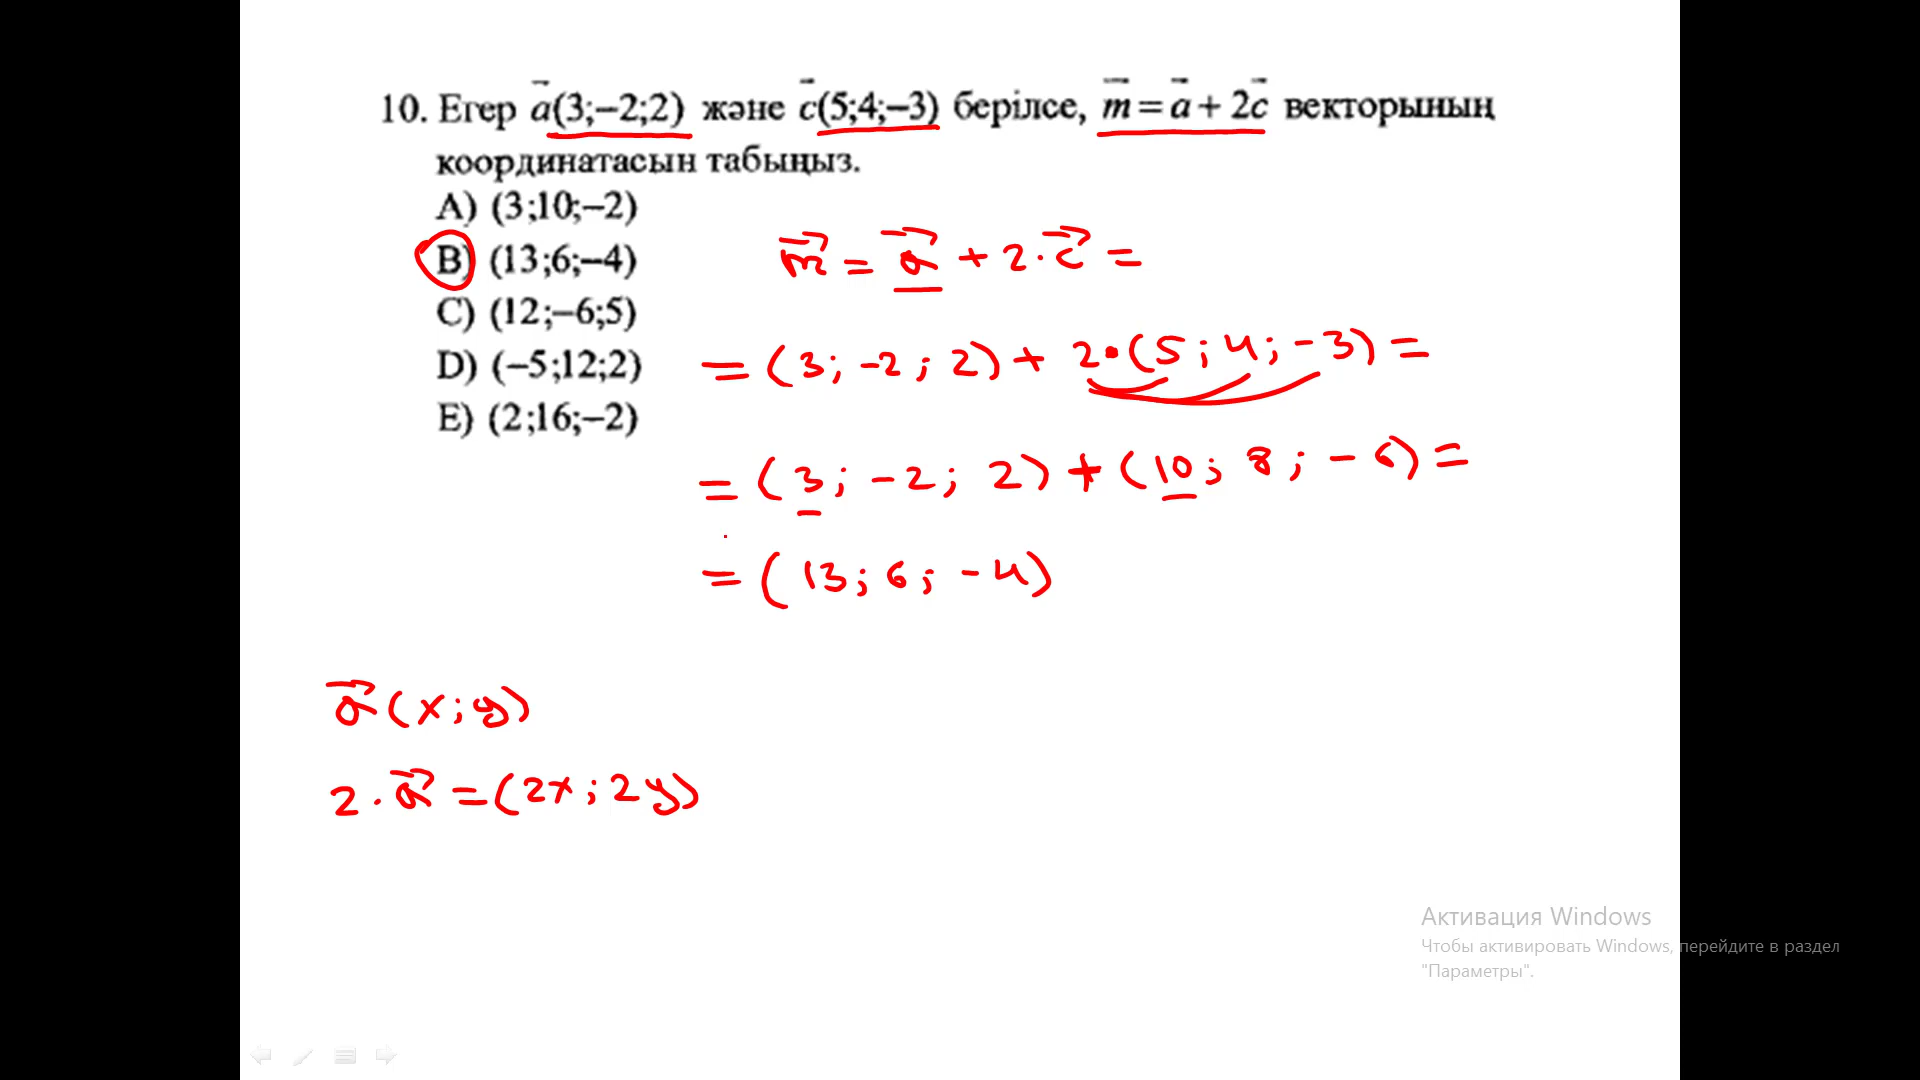 10. Егер a(3;–2;2) және c(5;4;–3) берілсе, m = a + 2c векторының
координатасын табыңыз.
A) (3;10;–2)
B) (13;6;–4)
C) (12;–6;5)
D) (–5;12;2)
E) (2;16;–2)
m = a + 2·c =
= (3; -2; 2) + 2·(5; 4; -3) =
= (3; -2; 2) + (10; 8; -6) =
= (13; 6; -4)
a(x; y)
2·a = (2x; 2y)
Активация Windows
Чтобы активировать Windows, перейдите в раздел
"Параметры".